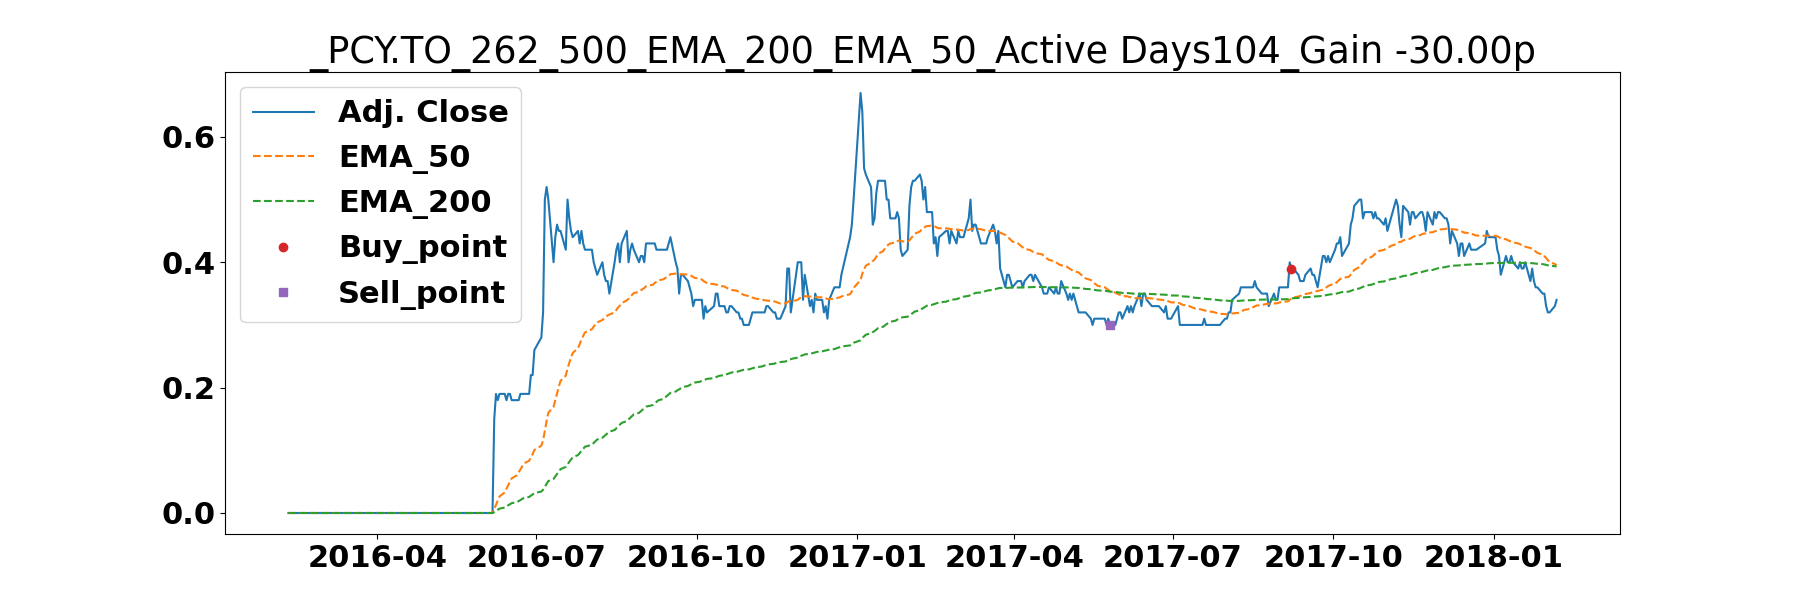 _PCY.TO_262_500_EMA_200_EMA_50_Active Days104_Gain -30.00p
Adj. Close
EMA_50
EMA_200
Buy_point
Sell_point
0.6
0.4
0.2
0.0
2016-04 2016-07 2016-10 2017-01 2017-04 2017-07 2017-10 2018-01